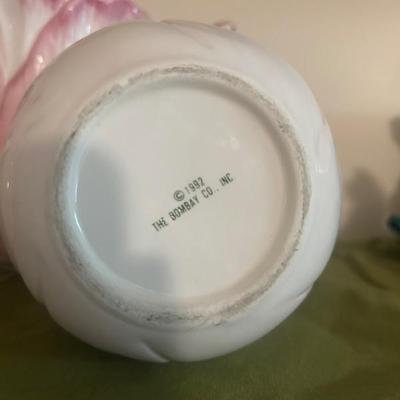 © 1992
THE BOMBAY CO., INC